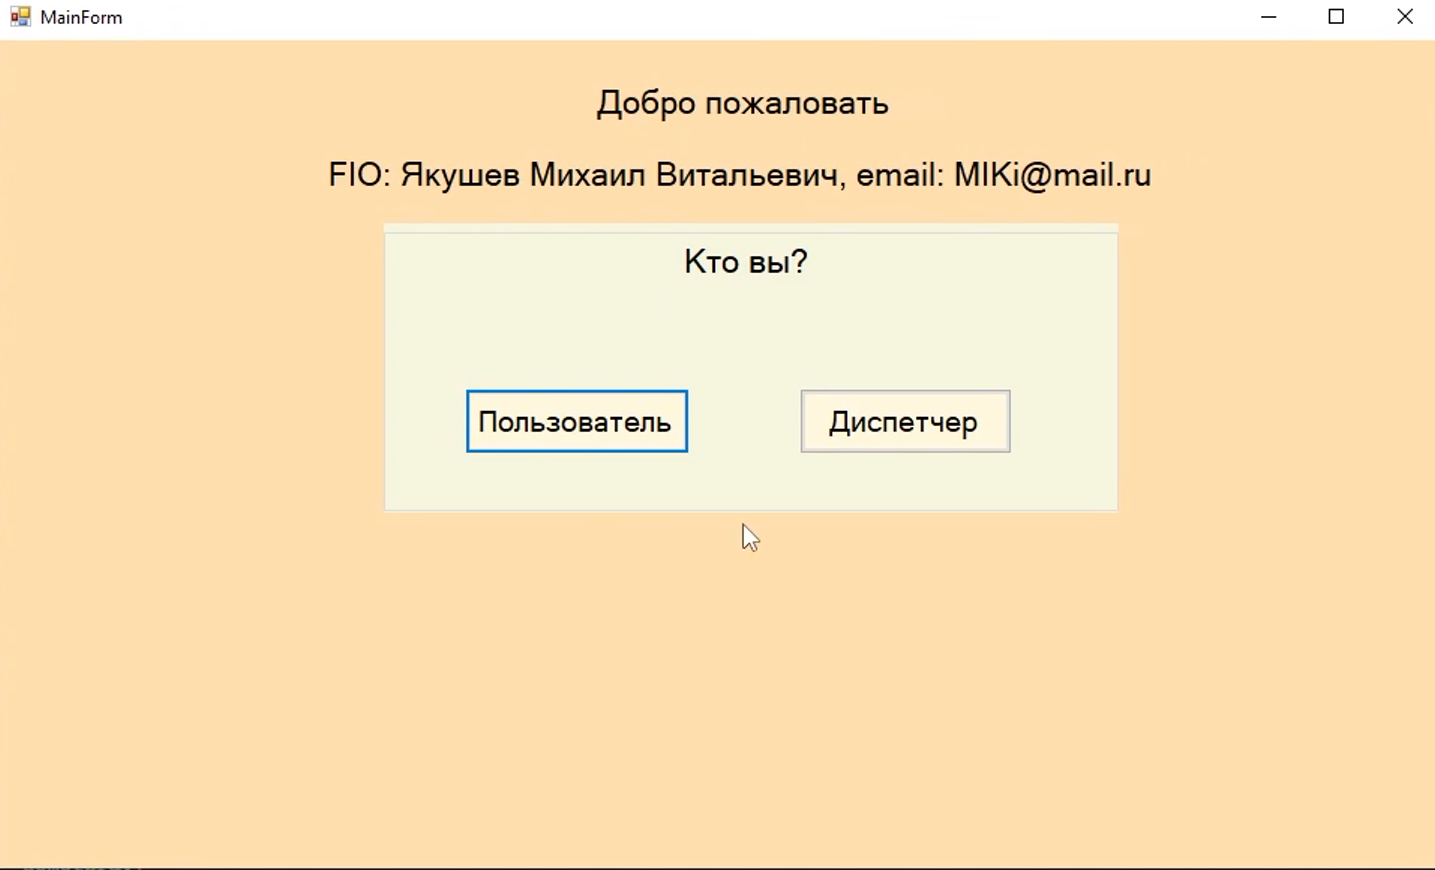 MainForm
Добро пожаловать
FIO: Якушев Михаил Витальевич, email: MIKi@mail.ru
Кто вы?
Пользователь
Диспетчер